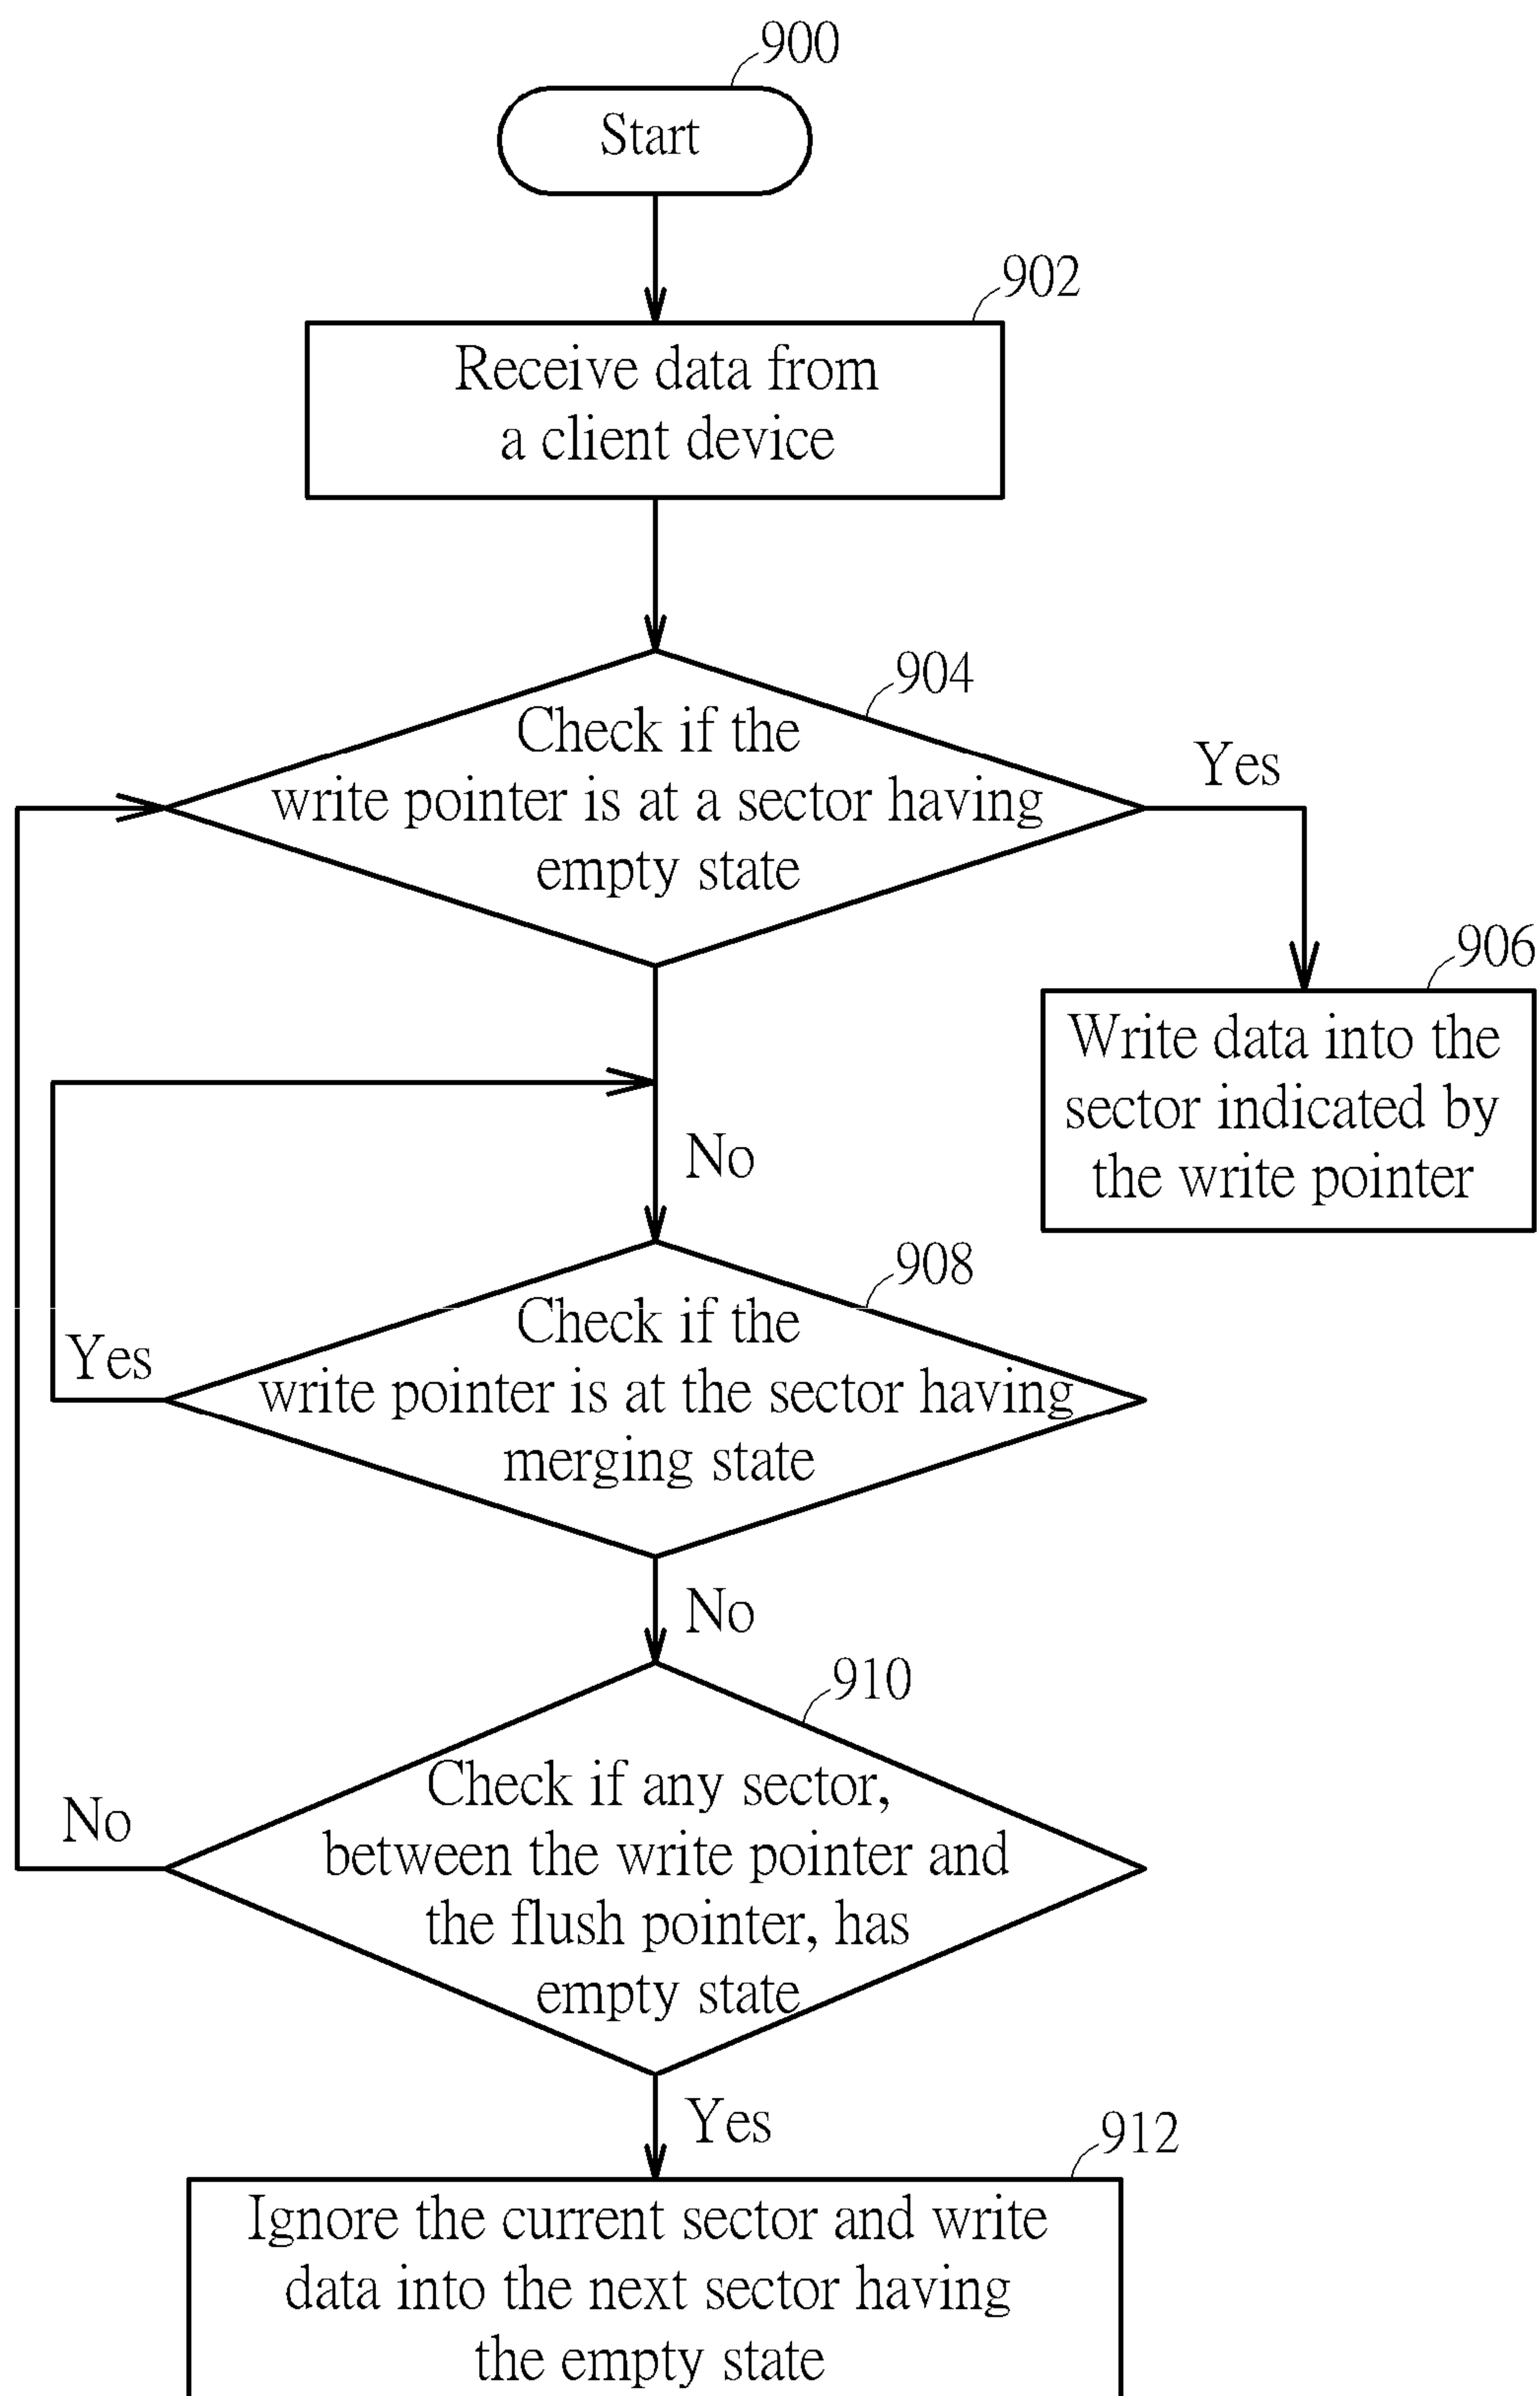 900
Start
902
Receive data from
a client device
904
Check if the
write pointer is at a sector having
empty state
Yes
906
Write data into the
sector indicated by
the write pointer
No
908
Check if the
write pointer is at the sector having
merging state
Yes
No
910
Check if any sector,
between the write pointer and
the flush pointer, has
empty state
No
Yes
912
Ignore the current sector and write
data into the next sector having
the empty state